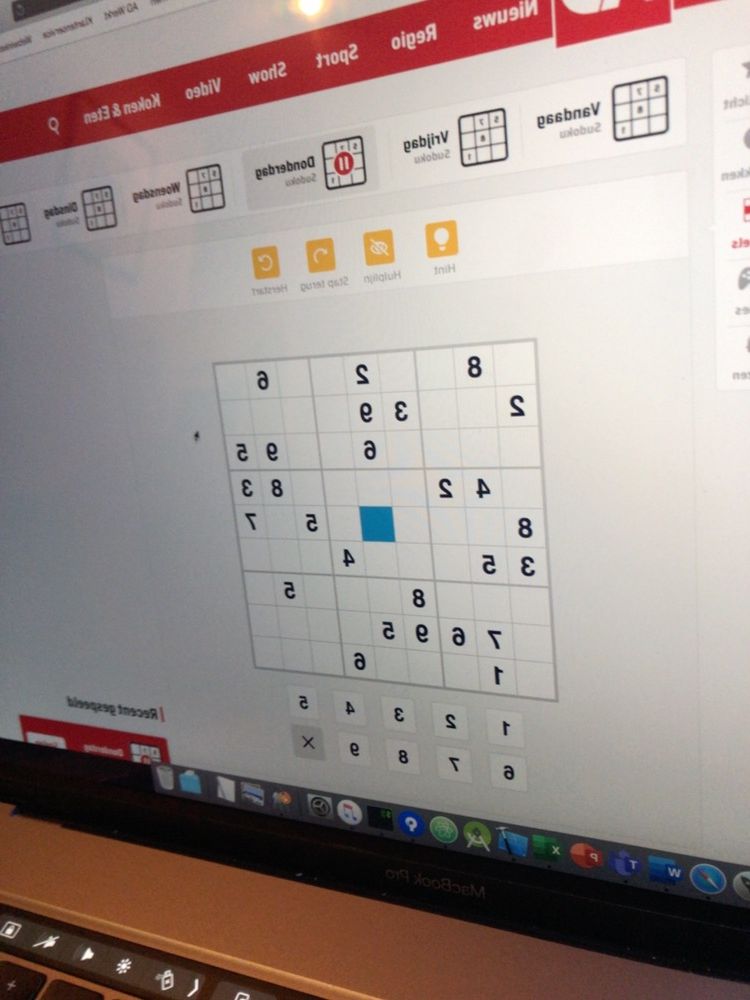 AD Werkt Klantenservice
Nieuws Regio Sport Show Video Koken & Eten
Vandaag Vrijdag Donderdag Woensdag Dinsdag
Sudoku Sudoku Sudoku Sudoku Sudoku
Hint Hulplijn Stap terug Herstart
8 2 6
2 3 9
6 9 5
4 2 8 3
8 5 7
3 5 4
8 5
7 6 9 5
1 6
1 2 3 4 5
6 7 8 9 ×
Recent gespeeld
Donderdag
MacBook Pro